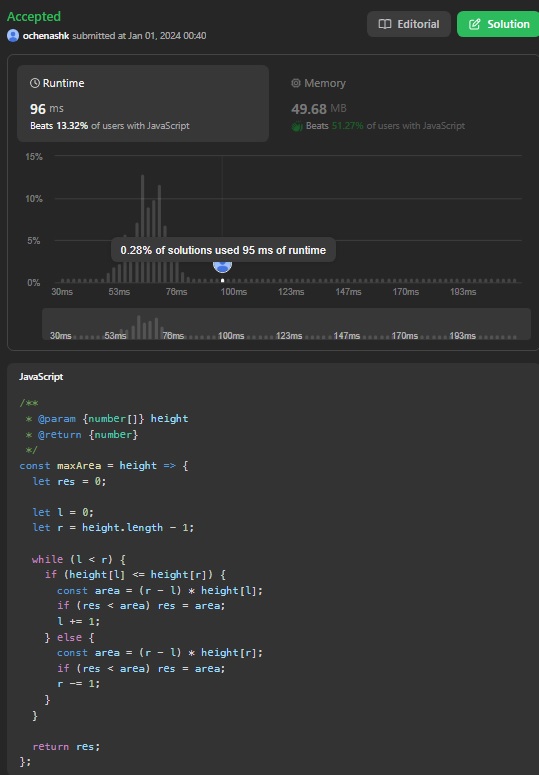 Accepted
Editorial
Solution
ochenashk submitted at Jan 01, 2024 00:40
Runtime
96 ms
Beats 13.32% of users with JavaScript
Memory
49.68 MB
Beats 51.27% of users with JavaScript
15%
10%
5%
0.28% of solutions used 95 ms of runtime
0%
30ms 53ms 76ms 100ms 123ms 147ms 170ms 193ms
30ms 53ms 76ms 100ms 123ms 147ms 170ms 193ms
JavaScript
/**
 * @param {number[]} height
 * @return {number}
 */
const maxArea = height => {
  let res = 0;

  let l = 0;
  let r = height.length - 1;

  while (l < r) {
    if (height[l] <= height[r]) {
      const area = (r - l) * height[l];
      if (res < area) res = area;
      l += 1;
    } else {
      const area = (r - l) * height[r];
      if (res < area) res = area;
      r -= 1;
    }
  }

  return res;
};